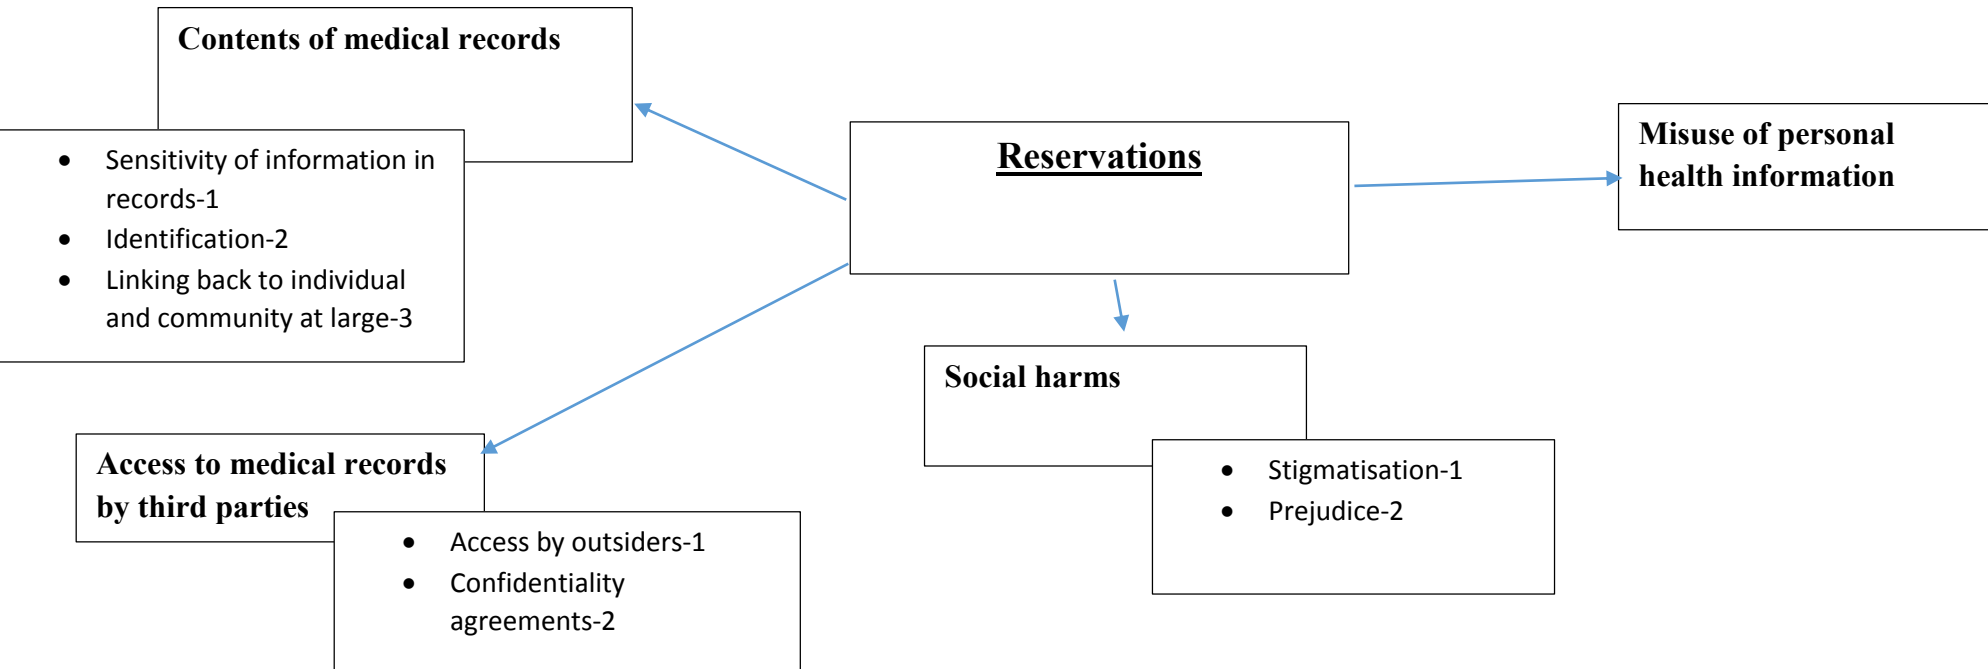 Contents of medical records
• Sensitivity of information in
records-1
• Identification-2
• Linking back to individual
and community at large-3
Reservations
Misuse of personal
health information
Social harms
• Stigmatisation-1
• Prejudice-2
Access to medical records
by third parties
• Access by outsiders-1
• Confidentiality
agreements-2